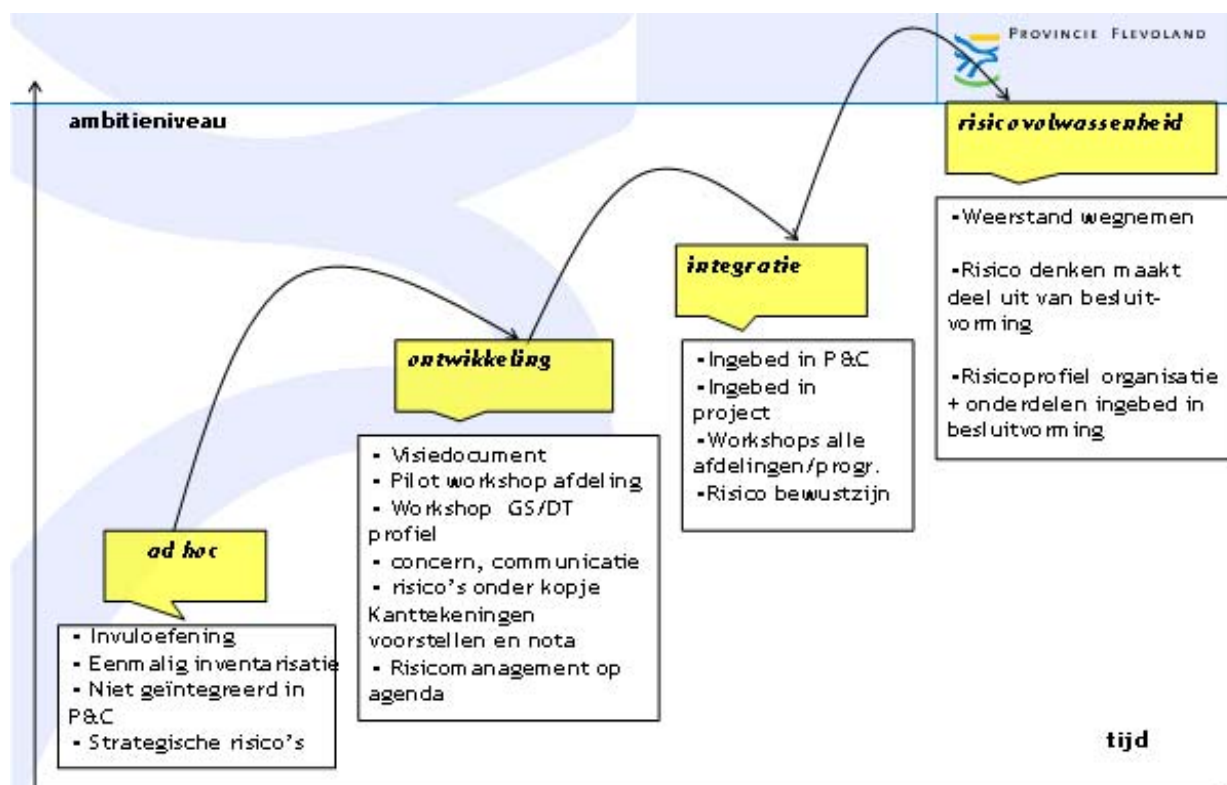 PROVINCIE FLEVOLAND
ambitieniveau
risicovolwassenheid
-Weerstand wegnemen
-Risico denken maakt
deel uit van besluit-
vorming
-Risicoprofiel organisatie
+ onderdelen ingebed in
besluitvorming
integratie
-Ingebed in P&C
-Ingebed in
project
-Workshops alle
afdelingen/progr.
-Risico bewustzijn
ontwikkeling
- Visiedocument
- Pilot workshop afdeling
- Workshop GS/DT
profiel
- concern, communicatie
- risico's onder kopje
Kanttekeningen
voorstellen en nota
- Risicomanagement op
agenda
ad hoc
- Invuloefening
- Eenmalig inventarisatie
- Niet geïntegreerd in
P&C
- Strategische risico's
tijd